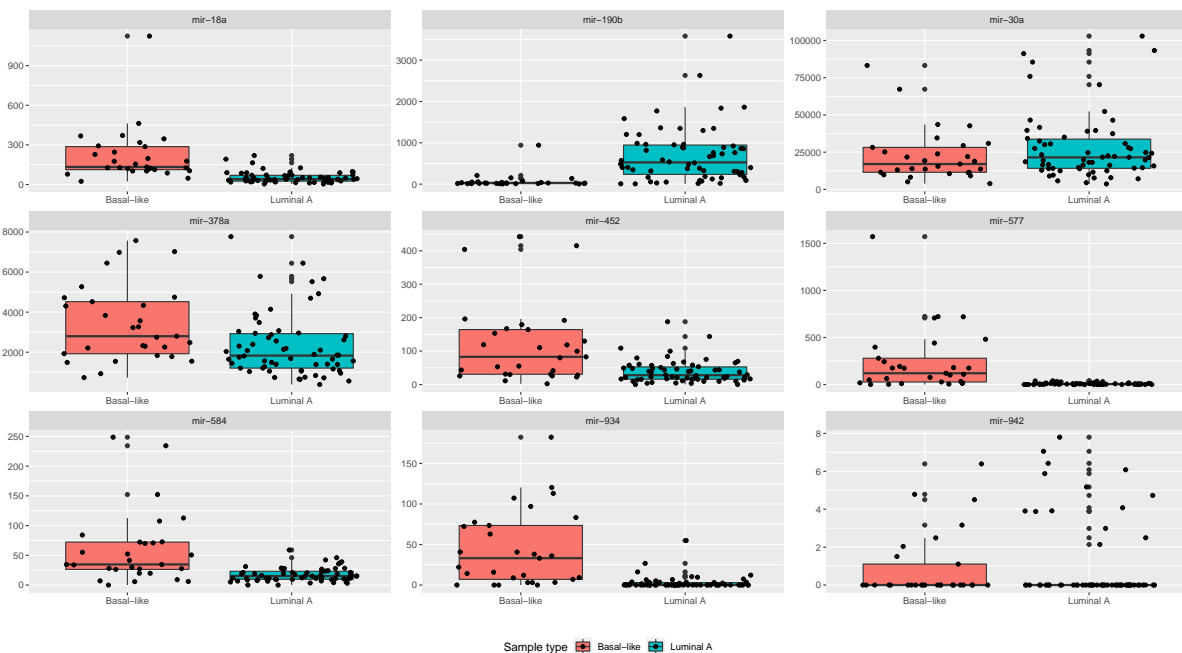 mir−18a
mir−190b
mir−30a
900
600
300
0
3000
2000
1000
0
100000
75000
50000
25000
0
Basal−like
Luminal A
Basal−like
Luminal A
Basal−like
Luminal A
mir−378a
mir−452
mir−577
8000
6000
4000
2000
400
300
200
100
0
1500
1000
500
0
Basal−like
Luminal A
Basal−like
Luminal A
Basal−like
Luminal A
mir−584
mir−934
mir−942
250
200
150
100
50
0
150
100
50
0
8
6
4
2
0
Basal−like
Luminal A
Basal−like
Luminal A
Basal−like
Luminal A
Sample type Basal−like Luminal A